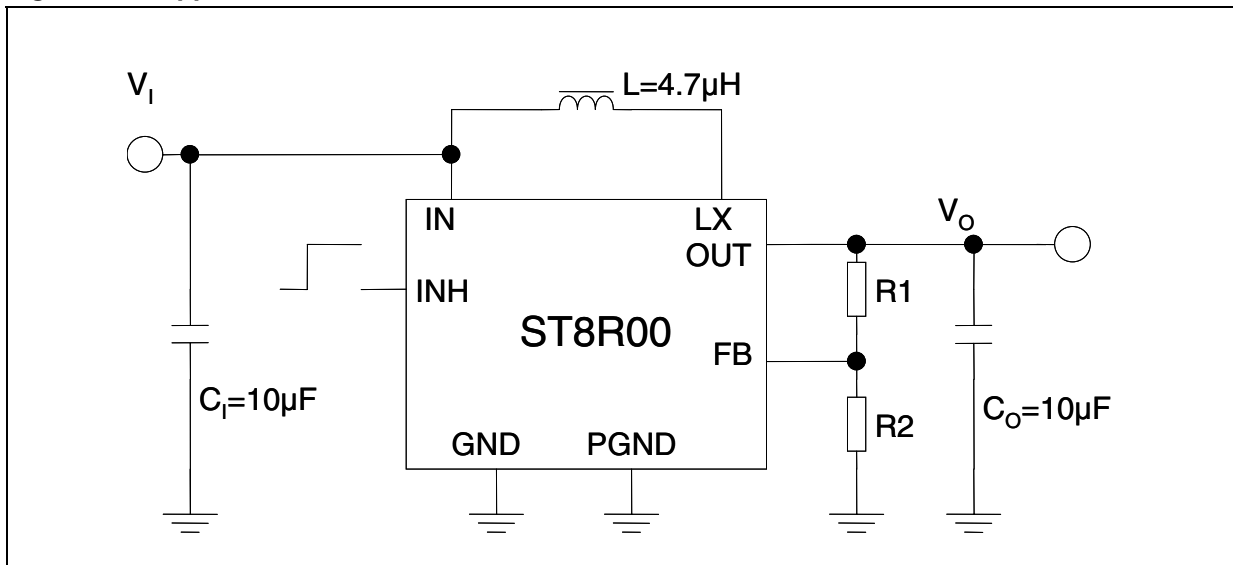 V_I
L=4.7µH
IN
LX
V_O
OUT
INH
R1
ST8R00
FB
C_I=10µF
C_O=10µF
R2
GND
PGND